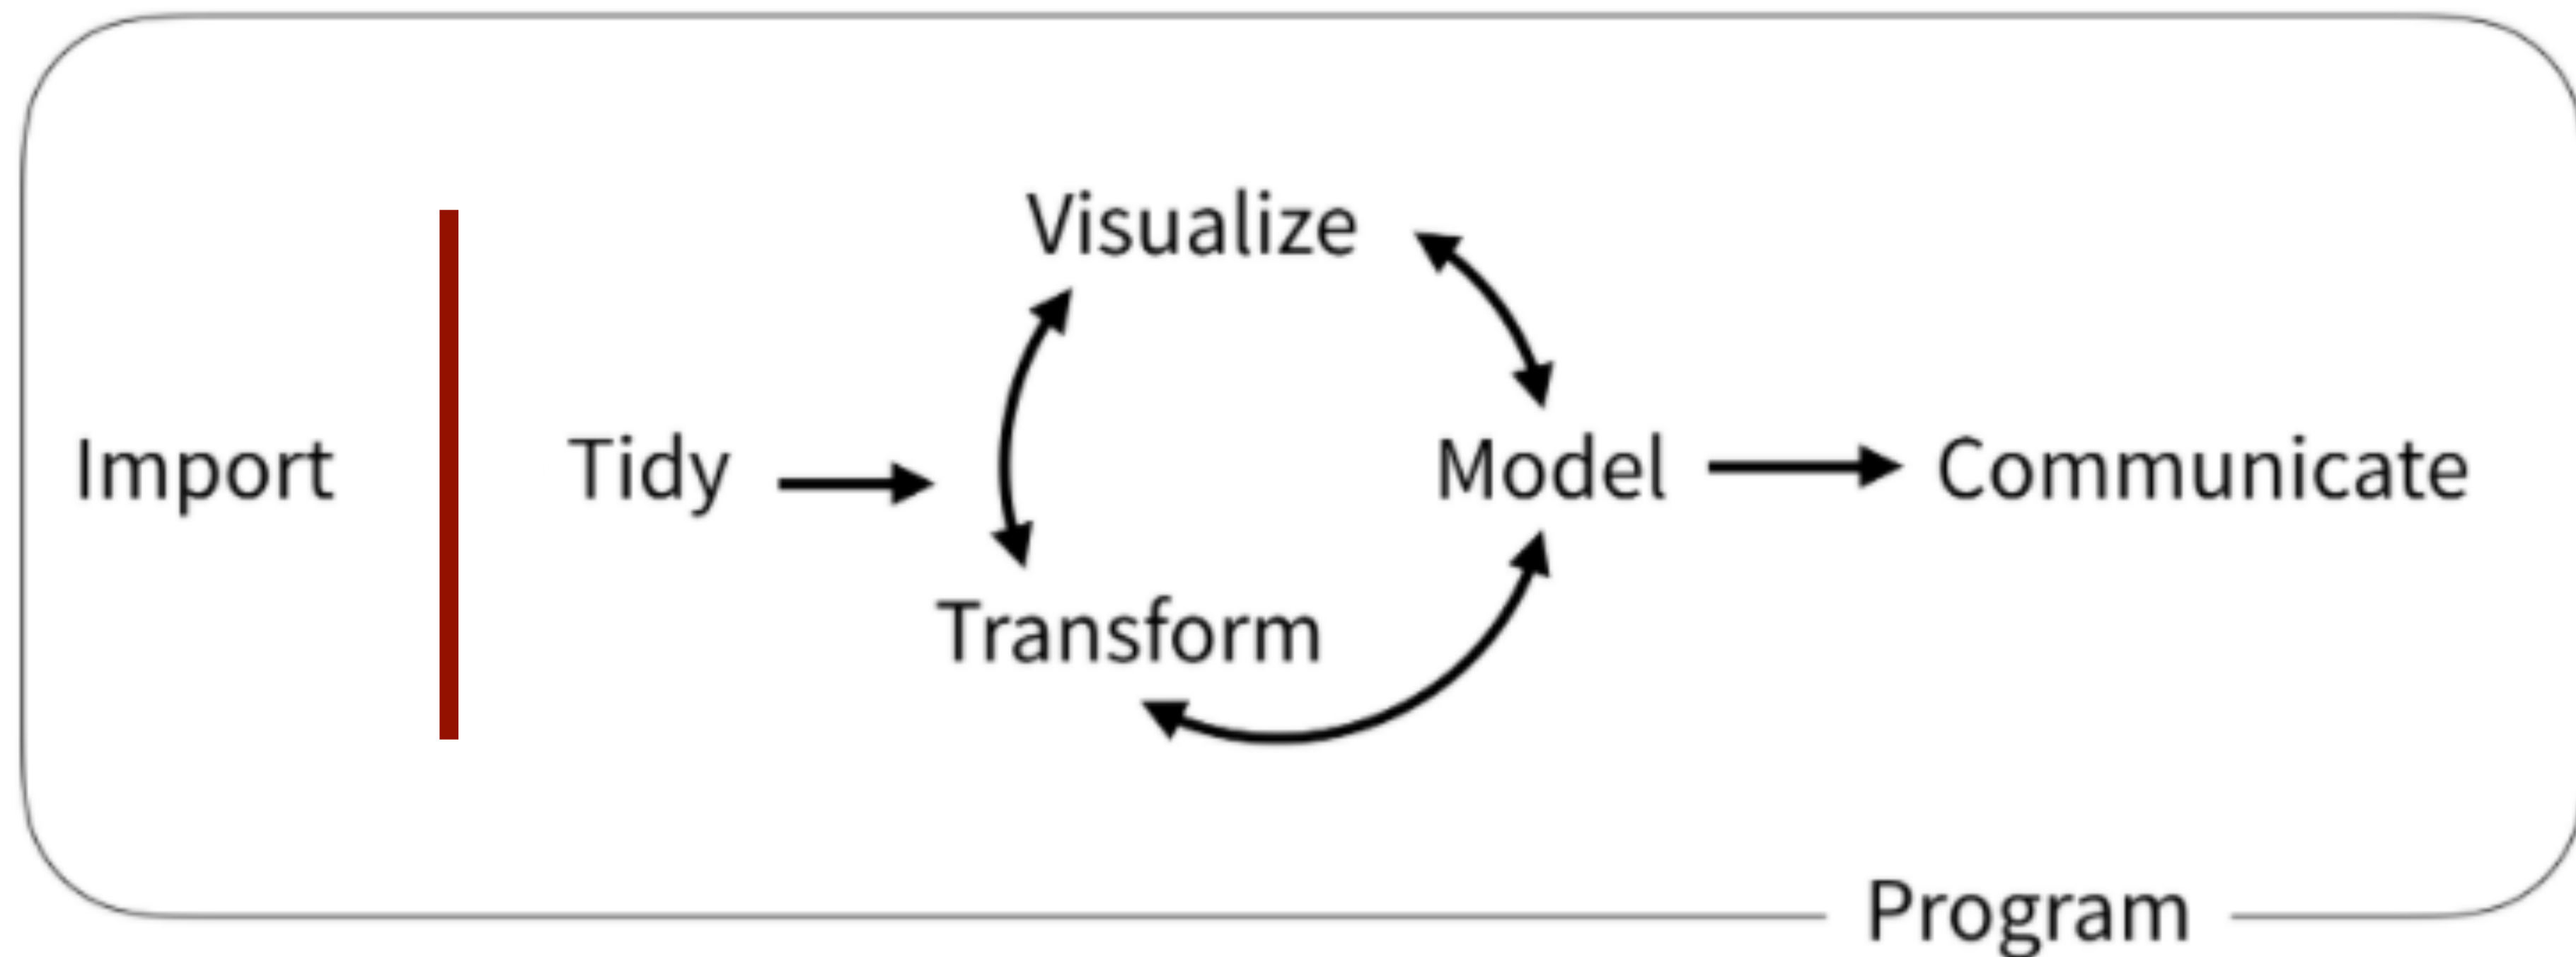 Visualize
Import
Tidy
Model
Communicate
Transform
Program